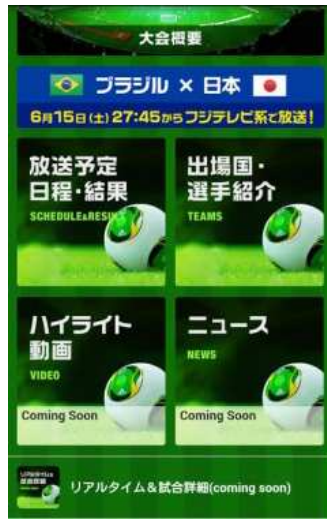 大会概要
ブラジル × 日本
6月15日(土)27:45からフジテレビ系で放送!
放送予定
日程・結果
SCHEDULE&RESULT
出場国・
選手紹介
TEAMS
ハイライト
動画
VIDEO
Coming Soon
ニュース
NEWS
Coming Soon
リアルタイム&試合詳細(coming soon)